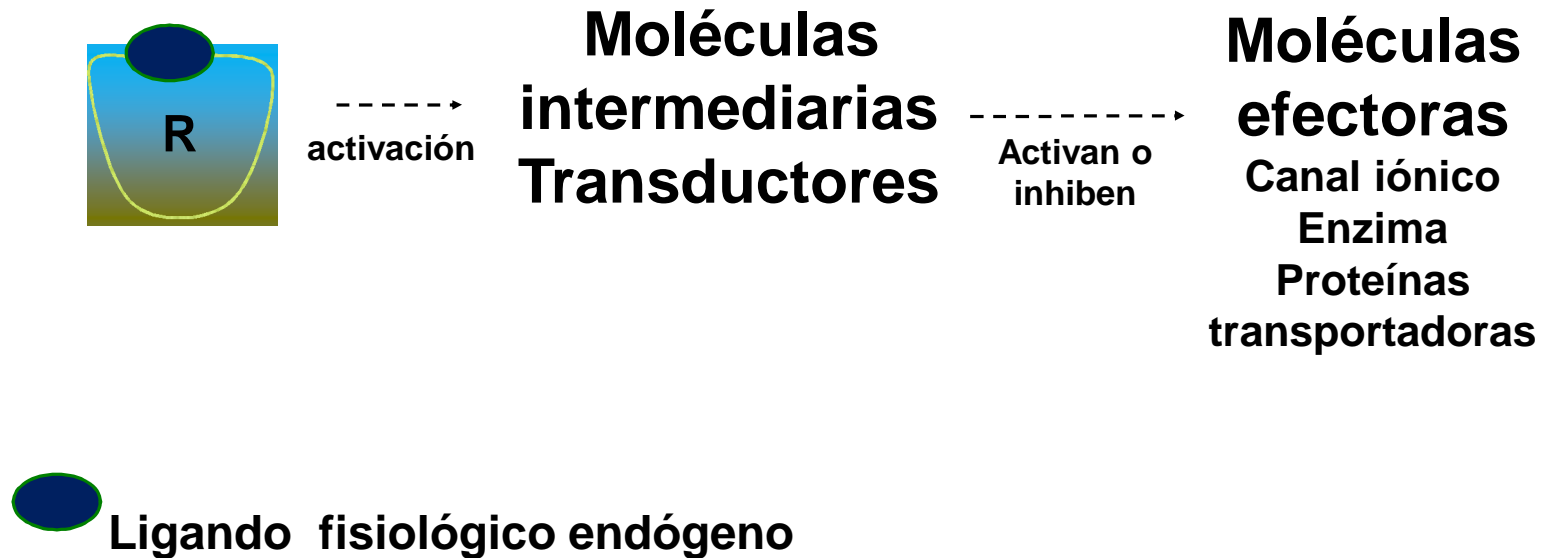 R
activación
Moléculas
intermediarias
Transductores
Activan o
inhiben
Moléculas
efectoras
Canal iónico
Enzima
Proteínas
transportadoras
Ligando fisiológico endógeno